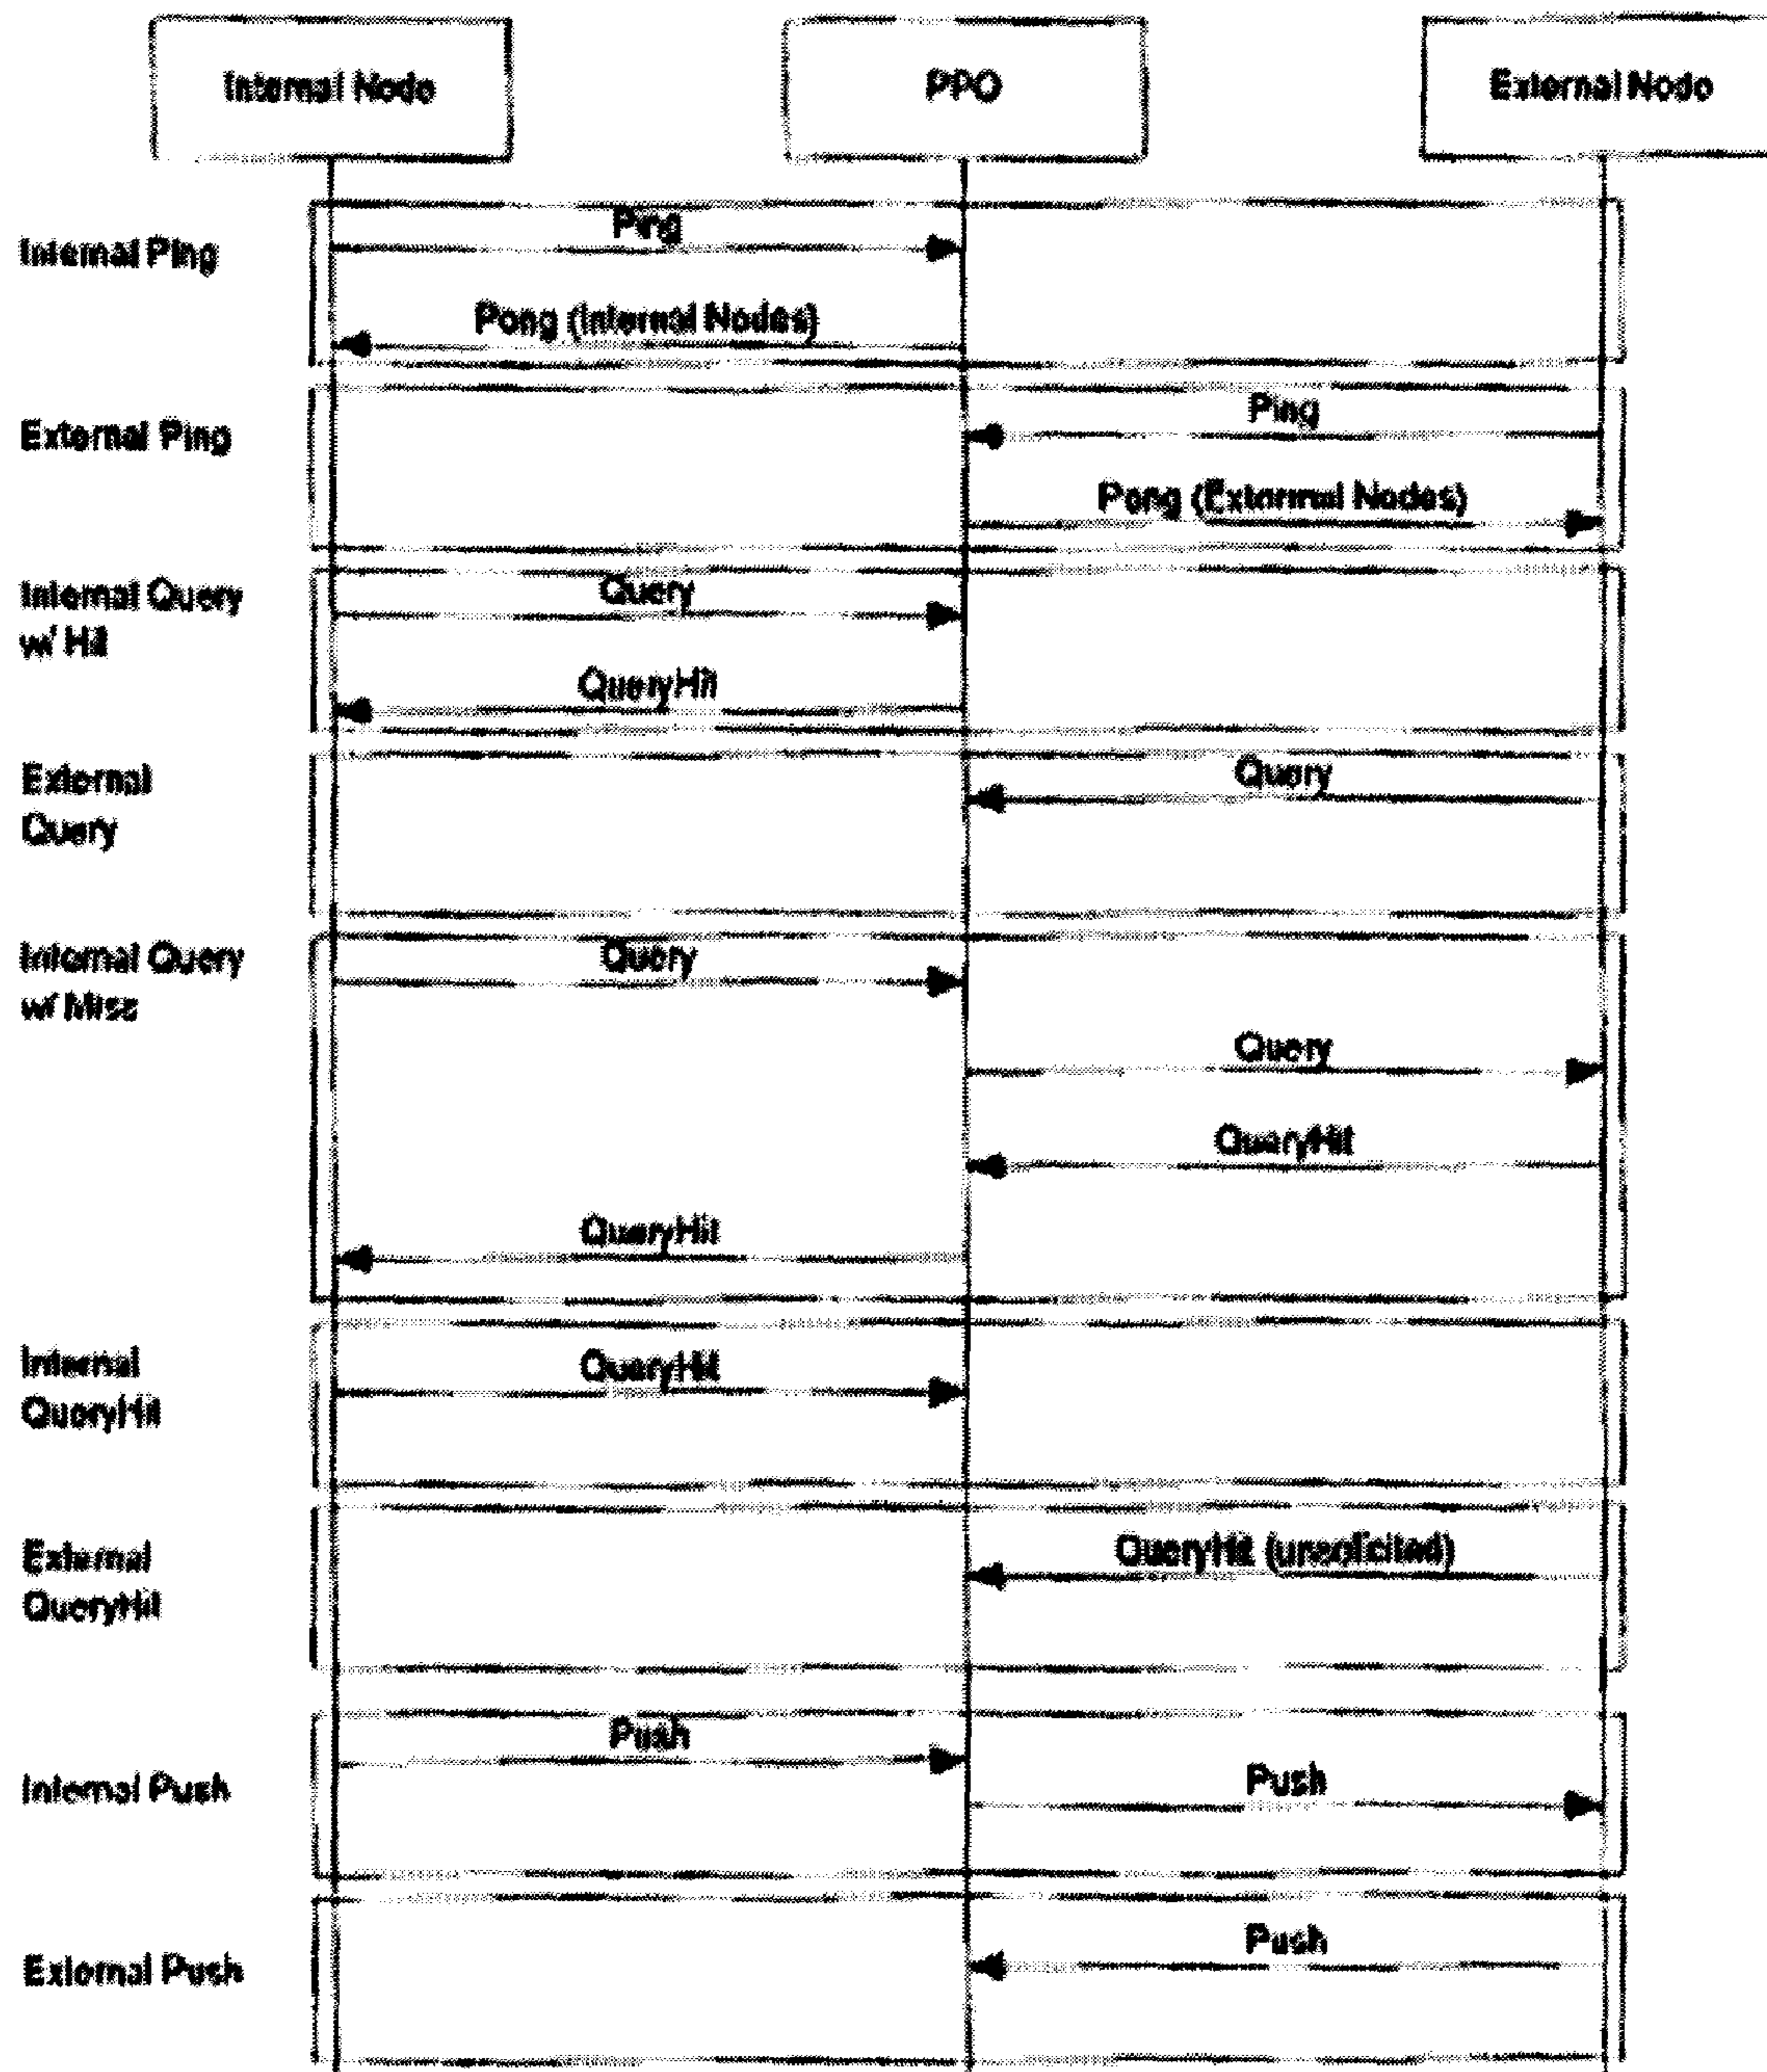 Internal Node
PPO
External Node
Internal Ping
Ping
Pong (Internal Nodes)
External Ping
Ping
Pong (External Nodes)
Internal Query
w/ Hit
Query
QueryHit
External
Query
Query
Internal Query
w/ Miss
Query
Query
QueryHit
QueryHit
Internal
QueryHit
QueryHit
External
QueryHit
QueryHit (unsolicited)
Internal Push
Push
Push
External Push
Push